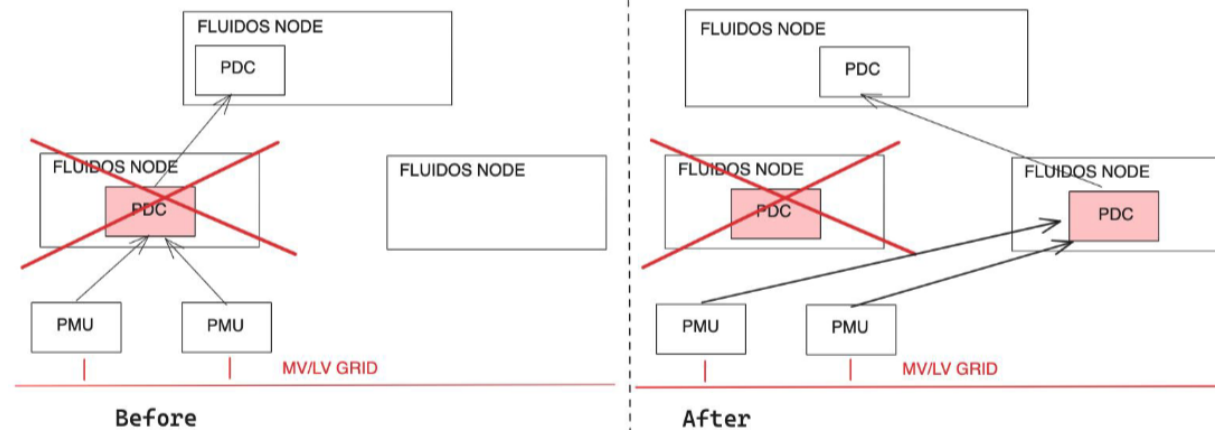 FLUIDOS NODE
PDC
FLUIDOS NODE
PDC
FLUIDOS NODE
PMU
PMU
MV/LV GRID
Before
FLUIDOS NODE
PDC
FLUIDOS NODE
PDC
FLUIDOS NODE
PDC
PMU
PMU
MV/LV GRID
After